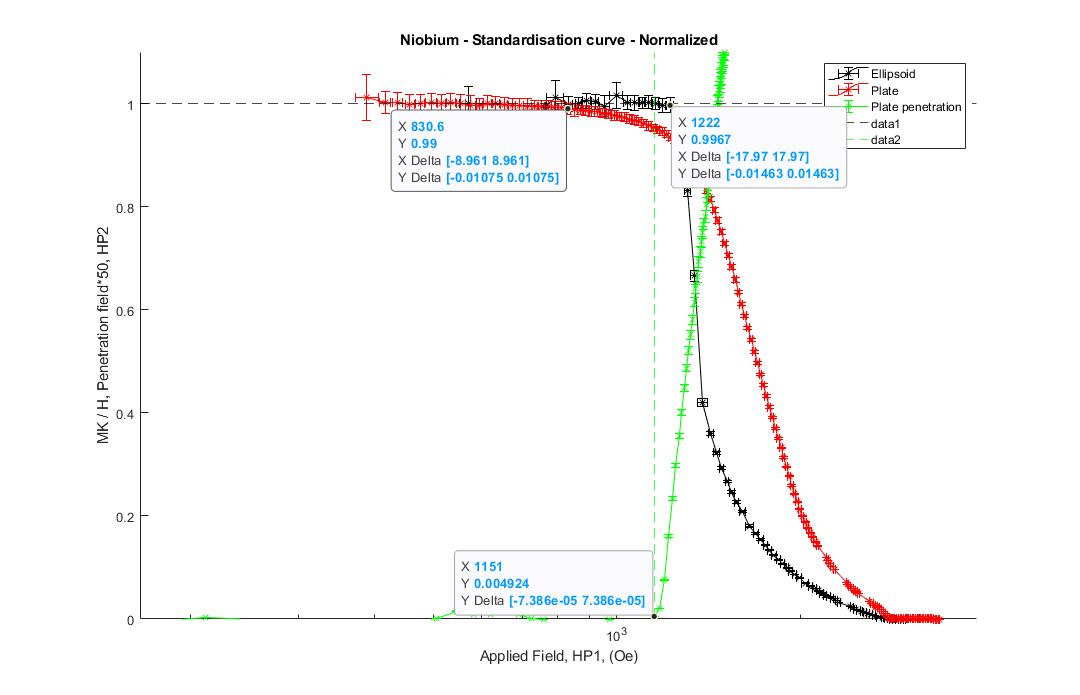 Niobium - Standardisation curve - Normalized
Ellipsoid
Plate
Plate penetration
data1
data2
X 830.6
Y 0.99
X Delta [-8.961 8.961]
Y Delta [-0.01075 0.01075]
X 1222
Y 0.9967
X Delta [-17.97 17.97]
Y Delta [-0.01463 0.01463]
X 1151
Y 0.004924
Y Delta [-7.386e-05 7.386e-05]
MK / H, Penetration field*50, HP2
1
0.8
0.6
0.4
0.2
0
10^3
Applied Field, HP1, (Oe)